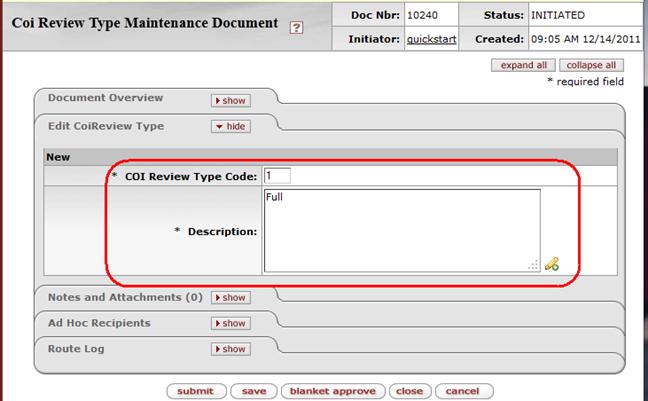 Coi Review Type Maintenance Document ?
Doc Nbr: 10240 Status: INITIATED
Initiator: quickstart Created: 09:05 AM 12/14/2011
expand all collapse all
* required field
Document Overview show
Edit CoiReview Type hide
New
* COI Review Type Code: 1
* Description: Full
Notes and Attachments (0) show
Ad Hoc Recipients show
Route Log show
submit save blanket approve close cancel